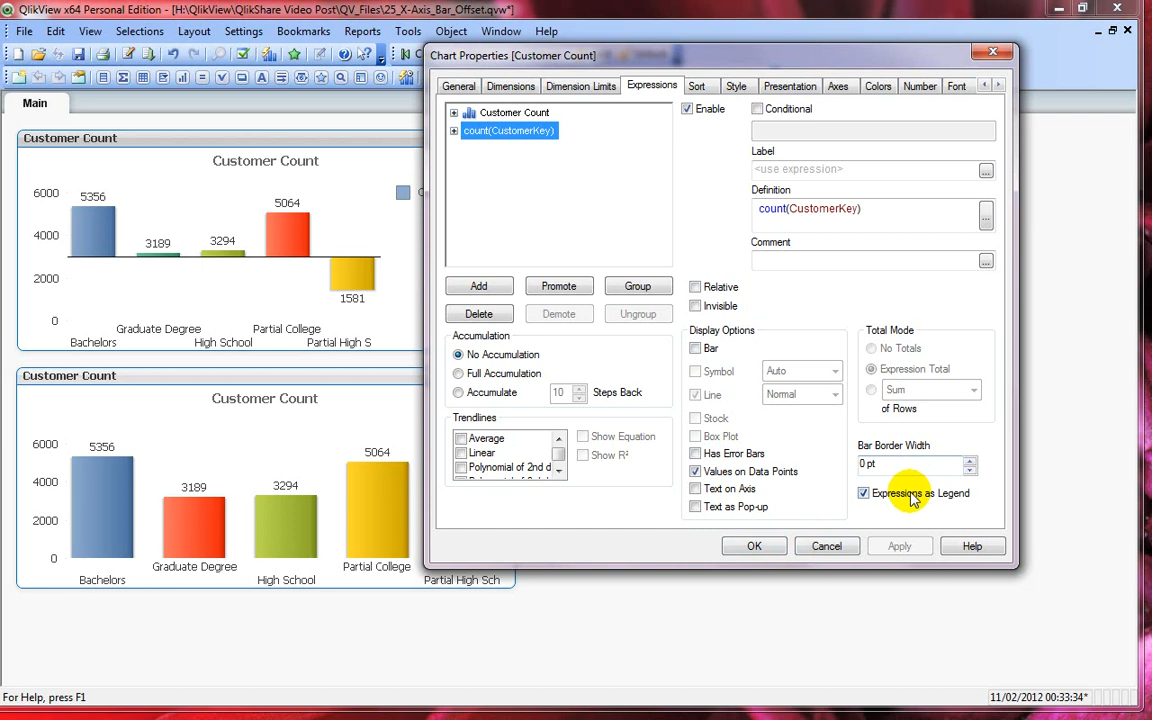 QlikView x64 Personal Edition - [H:\QlikView\QlikShare Video Post\QV_Files\25_X-Axis_Bar_Offset.qvw*]
File Edit View Selections Layout Settings Bookmarks Reports Tools Object Window Help
Main
Customer Count
Customer Count
6000
4000
2000
0
5356
3189
3294
5064
1581
Graduate Degree Partial College
Bachelors High School Partial High S
Customer Count
Customer Count
6000
4000
2000
0
5356
3189
3294
5064
Graduate Degree Partial College
Bachelors High School Partial High Sch
Chart Properties [Customer Count]
General Dimensions Dimension Limits Expressions Sort Style Presentation Axes Colors Number Font
Customer Count
count(CustomerKey)
Enable Conditional
Label
<use expression> ...
Definition
count(CustomerKey) ...
Comment
...
Add Promote Group
Delete Demote Ungroup
Relative
Invisible
Accumulation
No Accumulation
Full Accumulation
Accumulate 10 Steps Back
Trendlines
Average
Linear
Polynomial of 2nd d
Show Equation
Show R²
Display Options
Bar
Symbol Auto
Line Normal
Stock
Box Plot
Has Error Bars
Values on Data Points
Text on Axis
Text as Pop-up
Total Mode
No Totals
Expression Total
Sum
of Rows
Bar Border Width
0 pt
Expressions as Legend
OK Cancel Apply Help
For Help, press F1 11/02/2012 00:33:34*